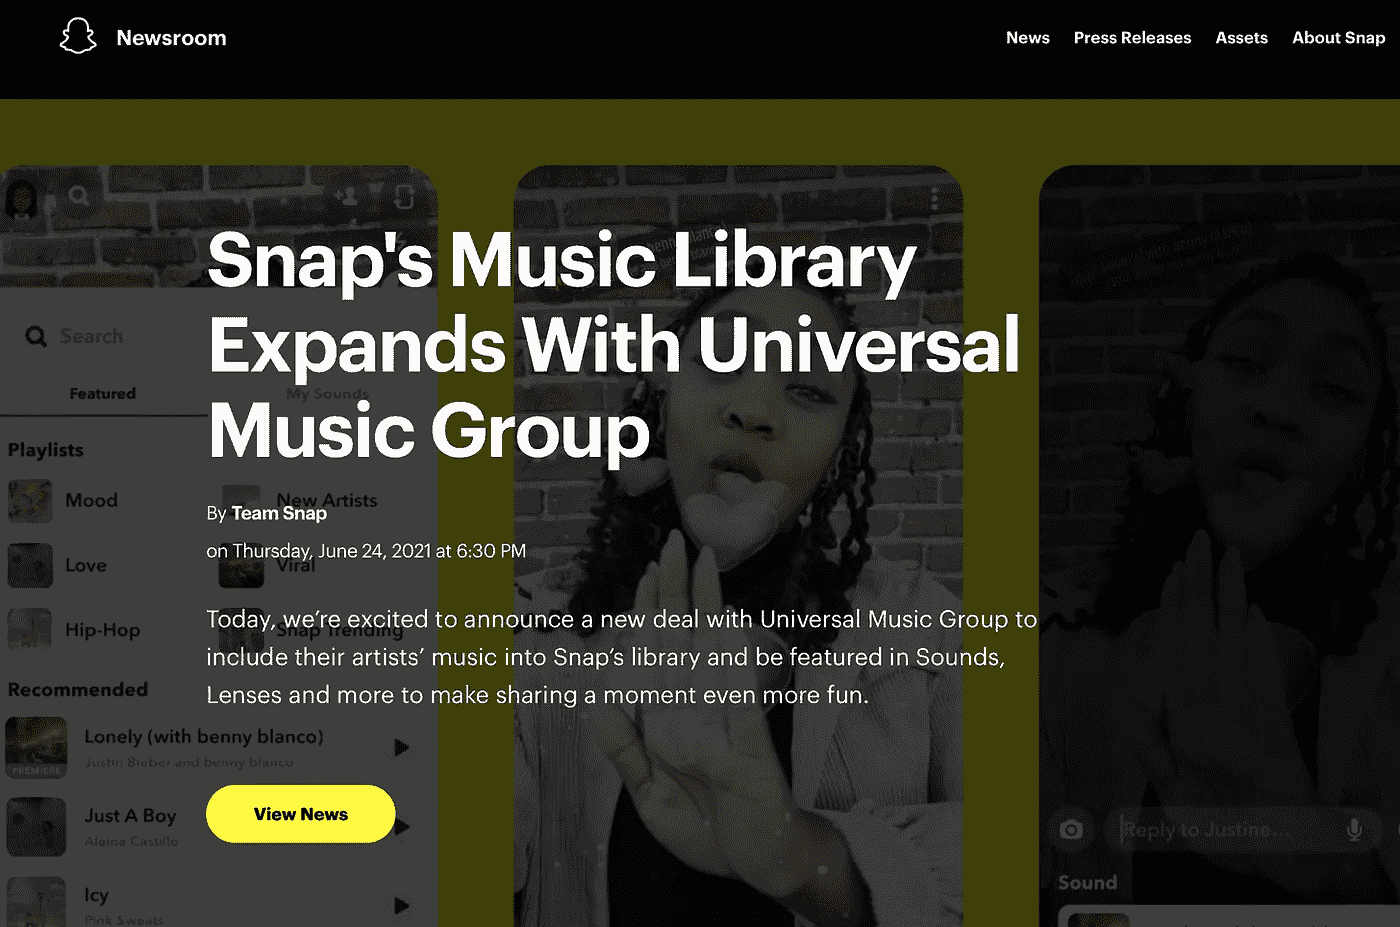 Newsroom
News Press Releases Assets About Snap
Snap's Music Library
Expands With Universal
Music Group
By Team Snap
on Thursday, June 24, 2021 at 6:30 PM
Today, we’re excited to announce a new deal with Universal Music Group to
include their artists’ music into Snap’s library and be featured in Sounds,
Lenses and more to make sharing a moment even more fun.
View News
Search
Featured My Sounds
Playlists
Mood New Artists
Love Viral
Hip-Hop Snap Trending
Recommended
PREMIERE
Lonely (with benny blanco)
Justin Bieber and benny blanco
Just A Boy
Alaina Castillo
Icy
Pink Sweats
Reply to Justine...
Sound